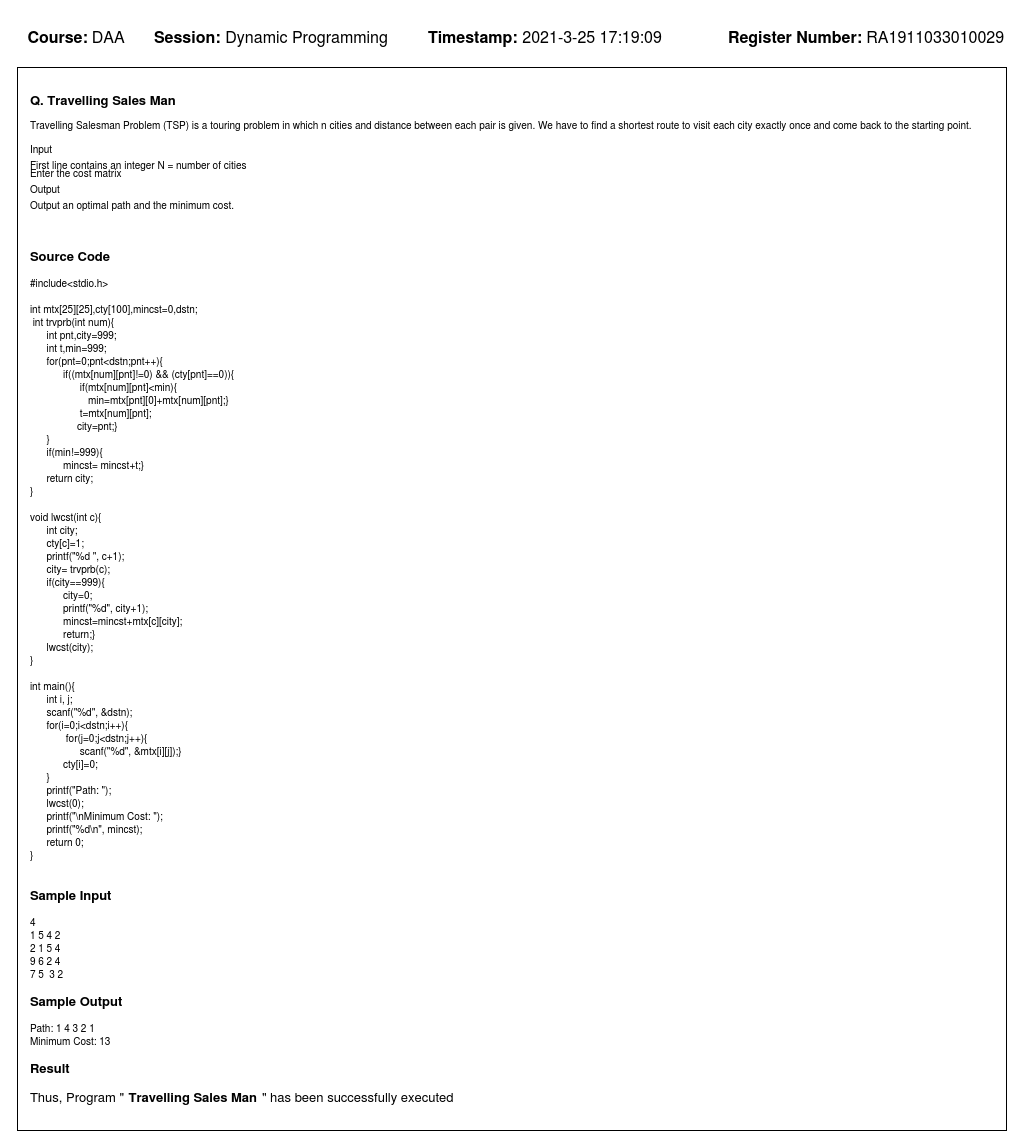 Course: DAA Session: Dynamic Programming Timestamp: 2021-3-25 17:19:09 Register Number: RA1911033010029
Q. Travelling Sales Man
Travelling Salesman Problem (TSP) is a touring problem in which n cities and distance between each pair is given. We have to find a shortest route to visit each city exactly once and come back to the starting point.
Input
First line contains an integer N = number of cities
Enter the cost matrix
Output
Output an optimal path and the minimum cost.
Source Code
#include<stdio.h>
int mtx[25][25],cty[100],mincst=0,dstn;
int trvprb(int num){
int pnt,city=999;
int t,min=999;
for(pnt=0;pnt<dstn;pnt++){
if((mtx[num][pnt]!=0) && (cty[pnt]==0)){
if(mtx[num][pnt]<min){
min=mtx[pnt][0]+mtx[num][pnt];}
t=mtx[num][pnt];
city=pnt;}
}
if(min!=999){
mincst= mincst+t;}
return city;
}
void lwcst(int c){
int city;
cty[c]=1;
printf("%d ", c+1);
city= trvprb(c);
if(city==999){
city=0;
printf("%d", city+1);
mincst=mincst+mtx[c][city];
return;}
lwcst(city);
}
int main(){
int i, j;
scanf("%d", &dstn);
for(i=0;i<dstn;i++){
for(j=0;j<dstn;j++){
scanf("%d", &mtx[i][j]);}
cty[i]=0;
}
printf("Path: ");
lwcst(0);
printf("\nMinimum Cost: ");
printf("%d\n", mincst);
return 0;
}
Sample Input
4
1 5 4 2
2 1 5 4
9 6 2 4
7 5 3 2
Sample Output
Path: 1 4 3 2 1
Minimum Cost: 13
Result
Thus, Program " Travelling Sales Man " has been successfully executed